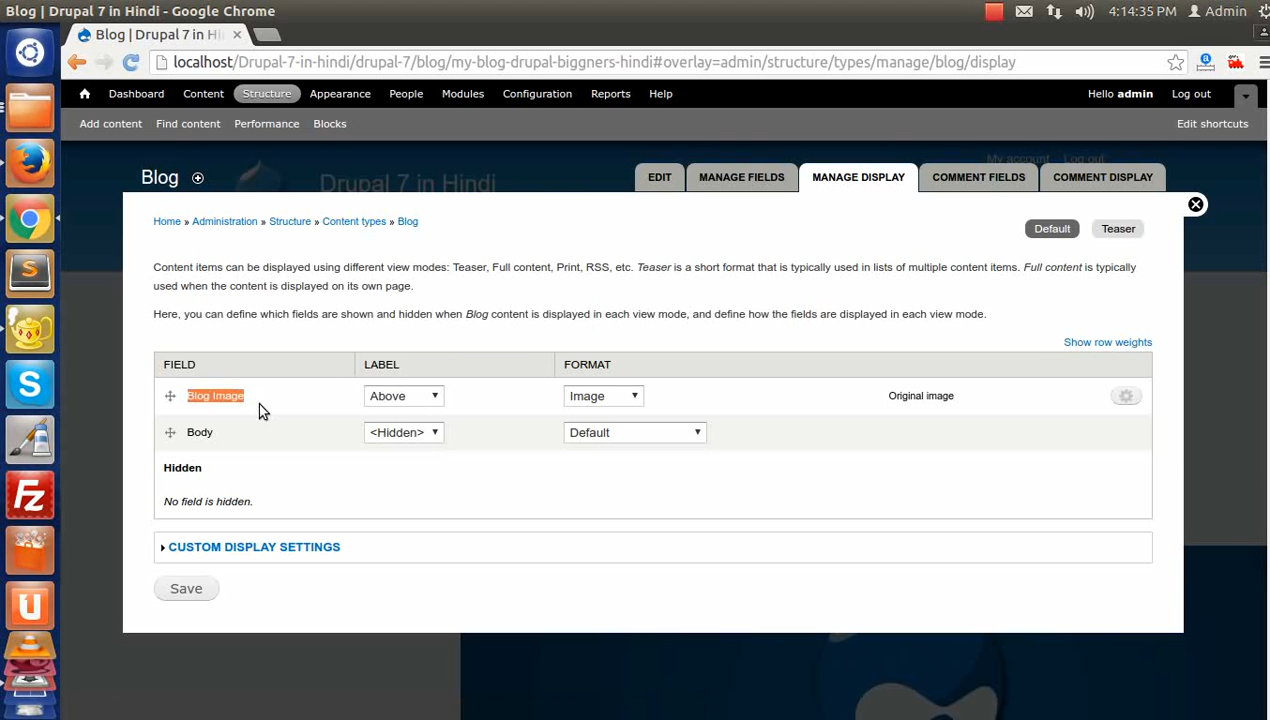 Blog | Drupal 7 in Hindi - Google Chrome
4:14:35 PM
Admin
Blog | Drupal 7 in Hi
localhost/Drupal-7-in-hindi/drupal-7/blog/my-blog-drupal-biggners-hindi#overlay=admin/structure/types/manage/blog/display
Dashboard Content Structure Appearance People Modules Configuration Reports Help
Hello admin Log out
Add content Find content Performance Blocks
Edit shortcuts
My account Log out
Drupal 7 in Hindi
Blog
EDIT MANAGE FIELDS MANAGE DISPLAY COMMENT FIELDS COMMENT DISPLAY
Home » Administration » Structure » Content types » Blog
Default Teaser
Content items can be displayed using different view modes: Teaser, Full content, Print, RSS, etc. Teaser is a short format that is typically used in lists of multiple content items. Full content is typically
used when the content is displayed on its own page.
Here, you can define which fields are shown and hidden when Blog content is displayed in each view mode, and define how the fields are displayed in each view mode.
Show row weights
FIELD LABEL FORMAT
Blog Image Above Image Original image
Body <Hidden> Default
Hidden
No field is hidden.
CUSTOM DISPLAY SETTINGS
Save